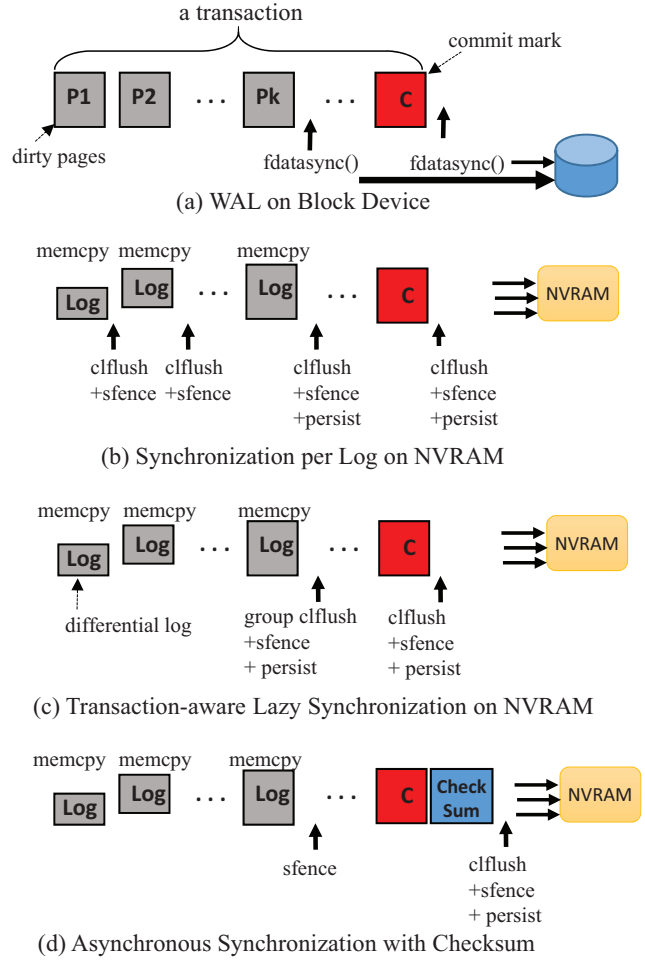 a transaction
commit mark
P1 P2 . . . Pk . . . C
dirty pages
fdatasync() fdatasync()
(a) WAL on Block Device
memcpy memcpy memcpy
Log Log . . . Log . . . C NVRAM
clflush clflush clflush clflush
+sfence +sfence +sfence +sfence
+persist +persist
(b) Synchronization per Log on NVRAM
memcpy memcpy memcpy
Log Log . . . Log . . . C NVRAM
differential log group clflush clflush
+sfence +sfence
+ persist + persist
(c) Transaction-aware Lazy Synchronization on NVRAM
memcpy memcpy memcpy
Log Log . . . Log . . . C Check NVRAM
Sum
sfence clflush
+sfence
+ persist
(d) Asynchronous Synchronization with Checksum